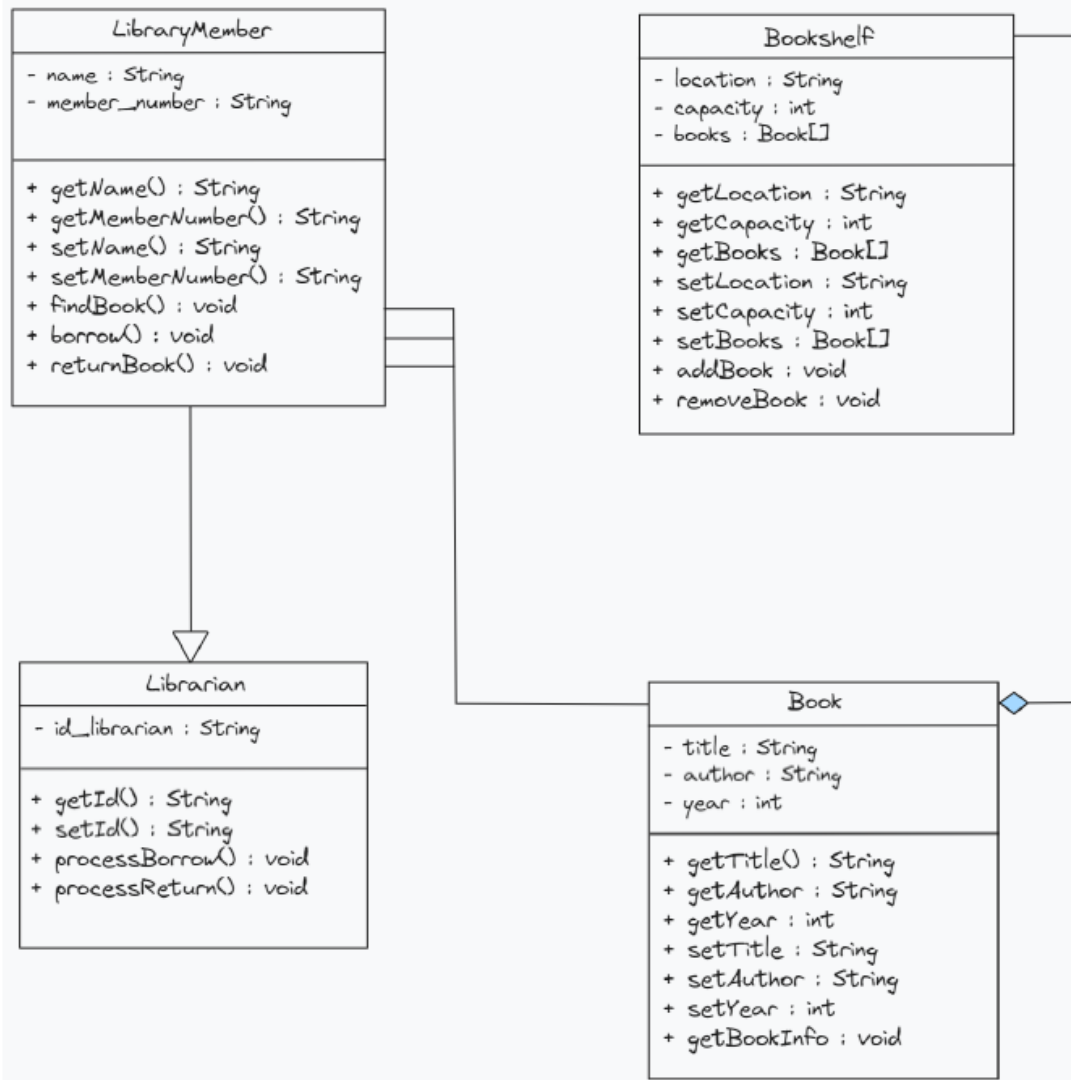 LibraryMember
- name : String
- member_number : String
+ getName() : String
+ getMemberNumber() : String
+ setName() : String
+ setMemberNumber() : String
+ findBook() : void
+ borrow() : void
+ returnBook() : void
Bookshelf
- location : String
- capacity : int
- books : Book[]
+ getLocation : String
+ getCapacity : int
+ getBooks : Book[]
+ setLocation : String
+ setCapacity : int
+ setBooks : Book[]
+ addBook : void
+ removeBook : void
Librarian
- id_librarian : String
+ getId() : String
+ setId() : String
+ processBorrow() : void
+ processReturn() : void
Book
- title : String
- author : String
- year : int
+ getTitle() : String
+ getAuthor : String
+ getYear : int
+ setTitle : String
+ setAuthor : String
+ setYear : int
+ getBookInfo : void